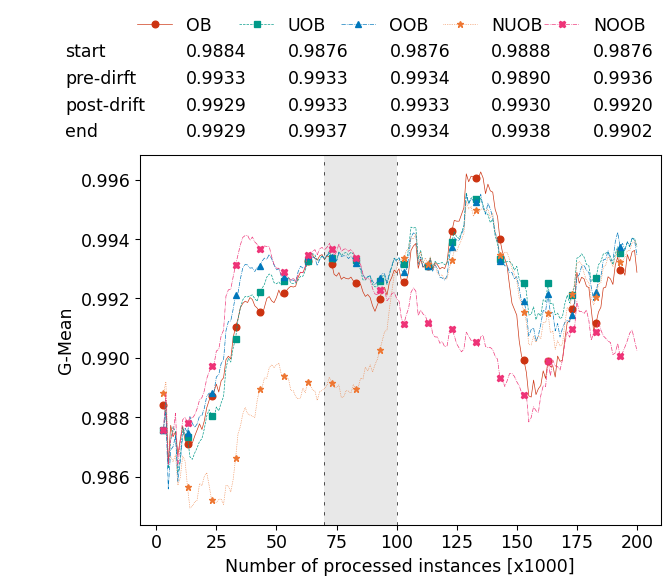 OB UOB OOB NUOB NOOB
start 0.9884 0.9876 0.9876 0.9888 0.9876
pre-dirft 0.9933 0.9933 0.9934 0.9890 0.9936
post-drift 0.9929 0.9933 0.9933 0.9930 0.9920
end 0.9929 0.9937 0.9934 0.9938 0.9902
0.996
0.994
0.992
0.990
0.988
0.986
G-Mean
0 25 50 75 100 125 150 175 200
Number of processed instances [x1000]